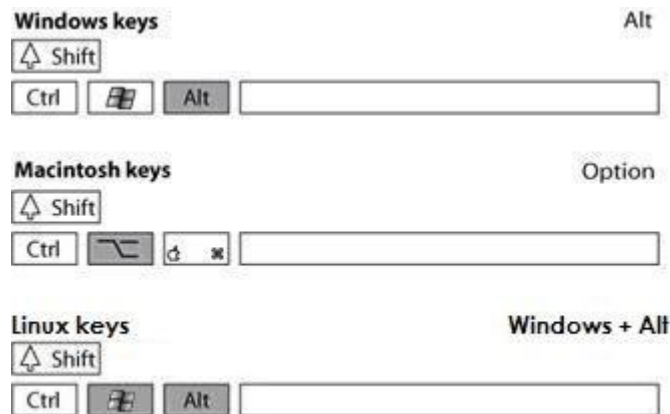 Windows keys Alt
Shift
Ctrl Alt
Macintosh keys Option
Shift
Ctrl ⌥ ⌘
Linux keys Windows + Alt
Shift
Ctrl Alt